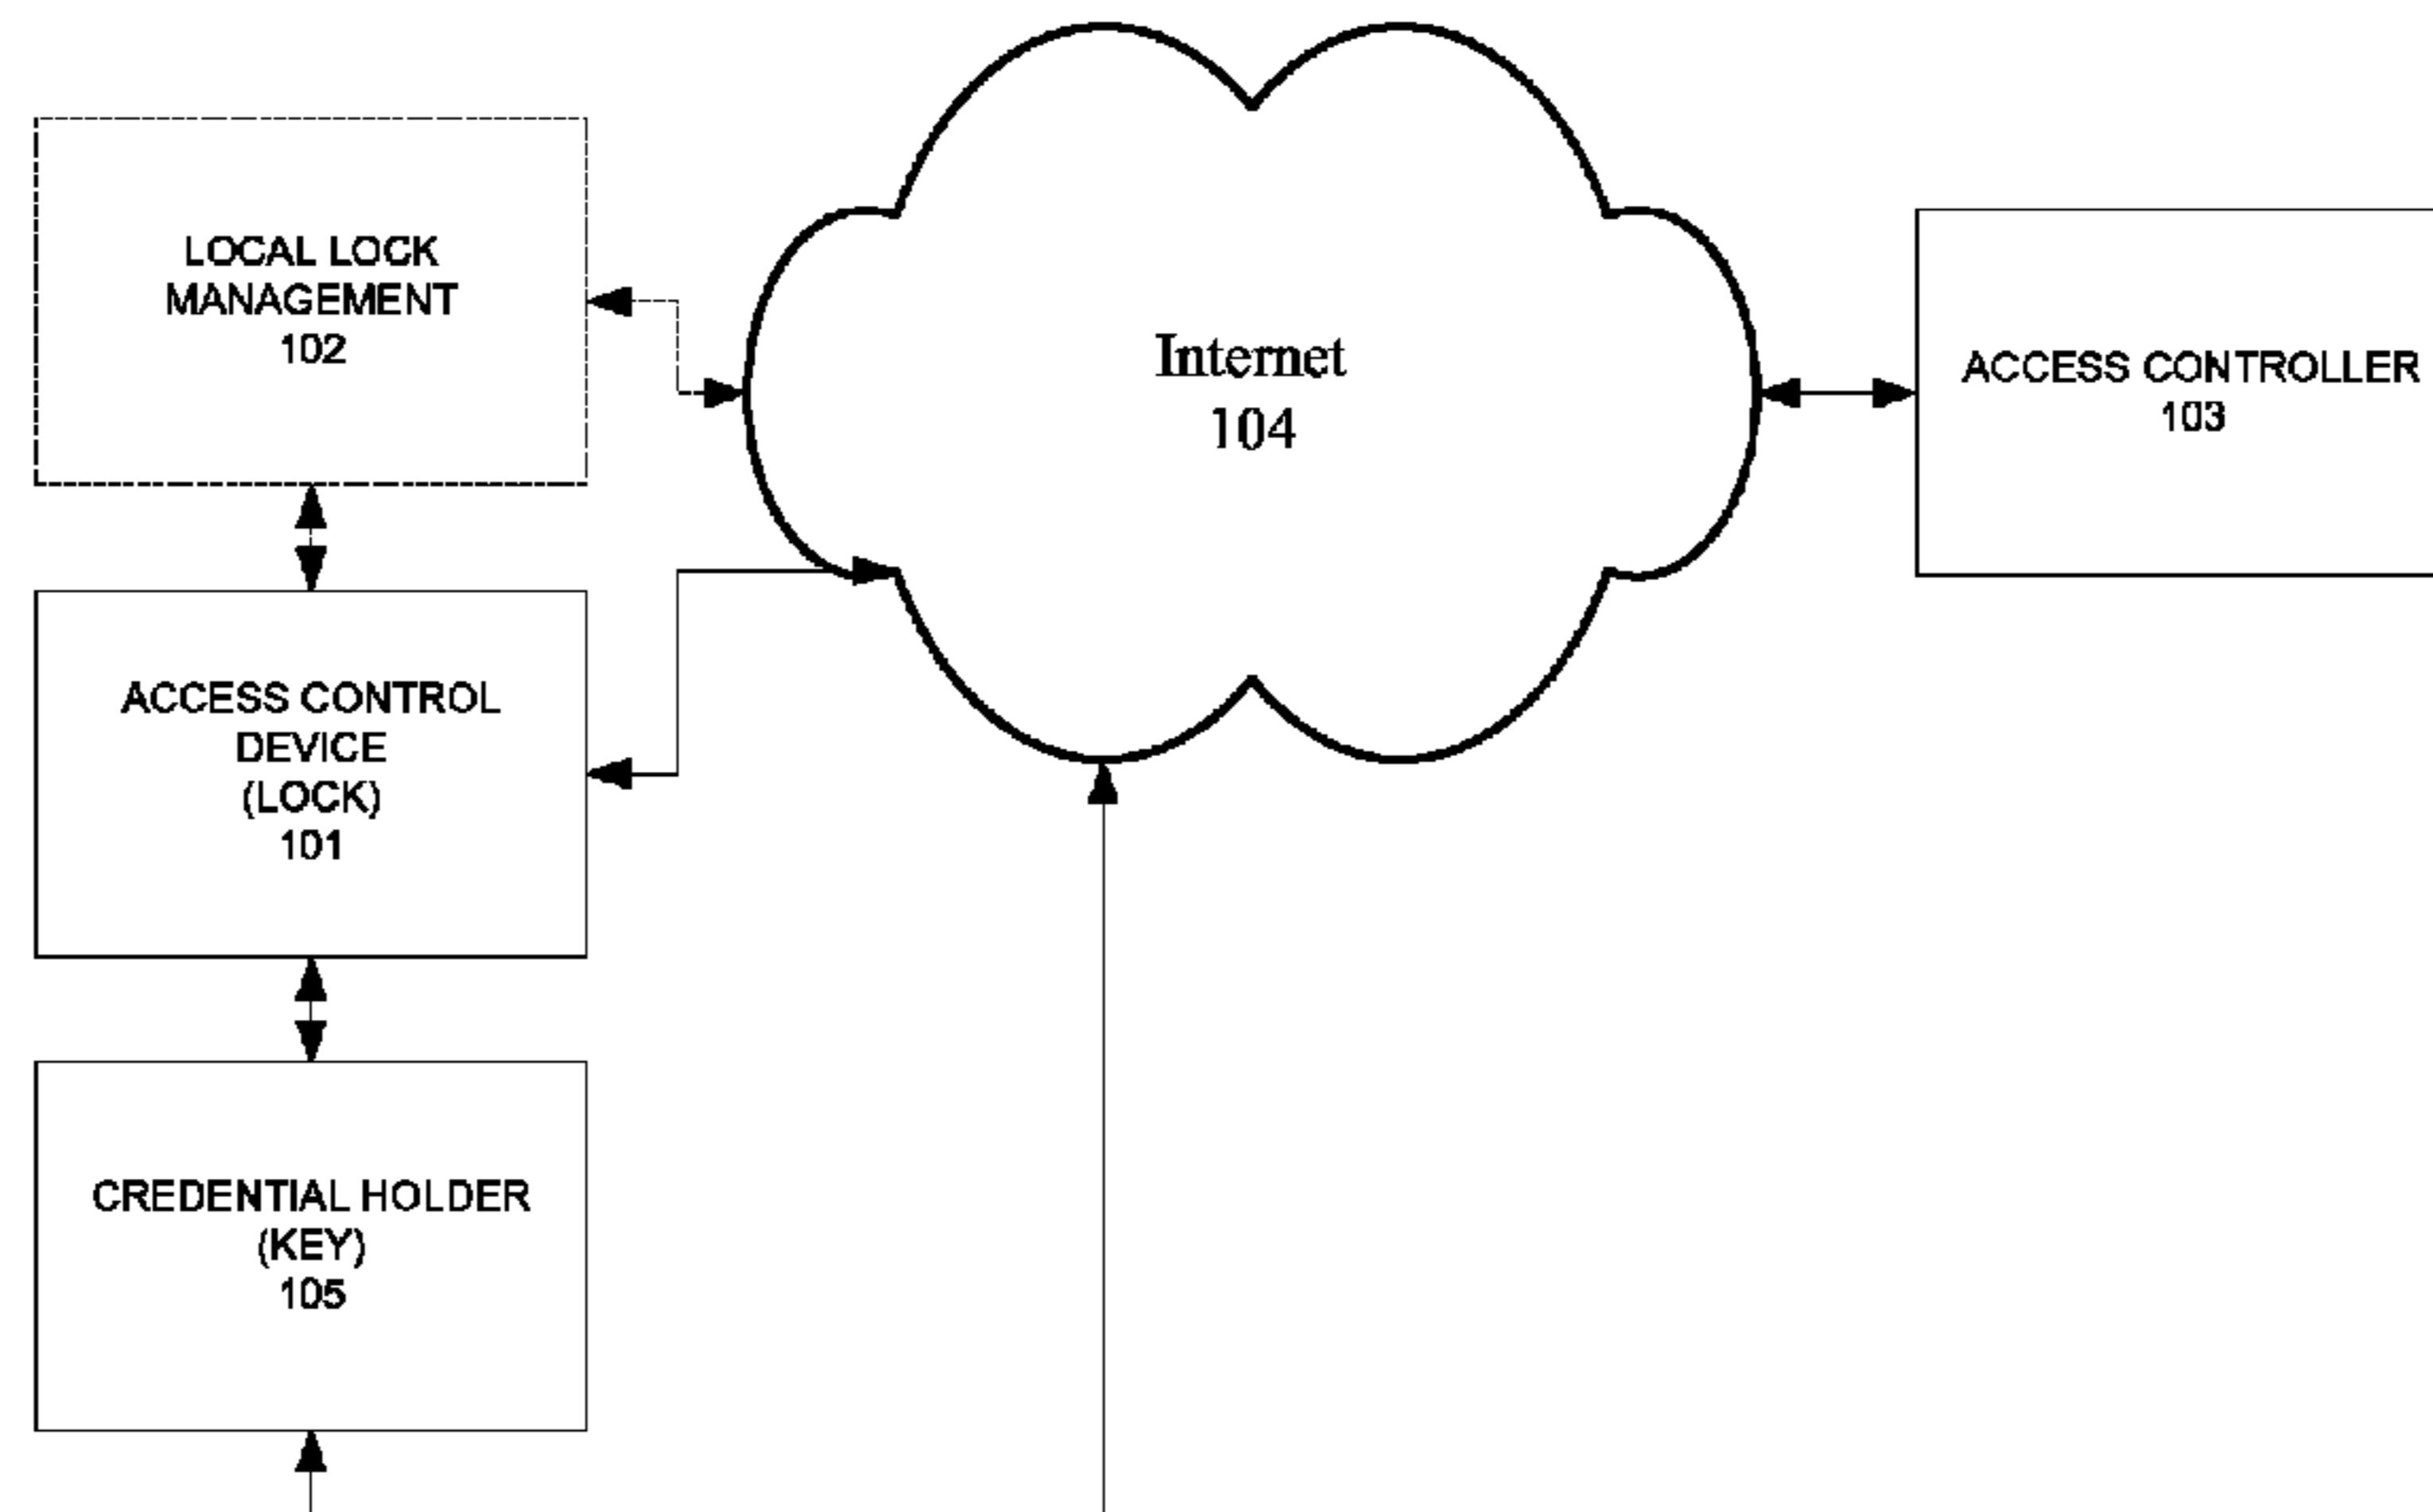 LOCAL LOCK
MANAGEMENT
102
Internet
104
ACCESS CONTROLLER
103
ACCESS CONTROL
DEVICE
(LOCK)
101
CREDENTIAL HOLDER
(KEY)
105